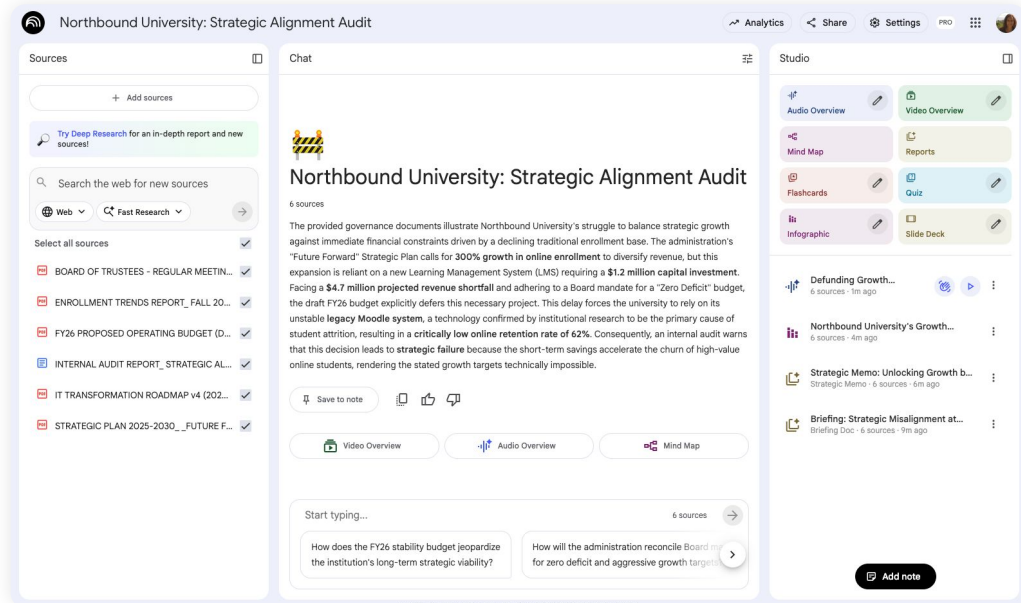 Northbound University: Strategic Alignment Audit
Analytics
Share
Settings
PRO
Sources
+ Add sources
Try Deep Research for an in-depth report and new
sources!
Search the web for new sources
Web
Fast Research
Select all sources
BOARD OF TRUSTEES - REGULAR MEETIN...
ENROLLMENT TRENDS REPORT_ FALL 20...
FY26 PROPOSED OPERATING BUDGET (D...
INTERNAL AUDIT REPORT_ STRATEGIC AL...
IT TRANSFORMATION ROADMAP v4 (202...
STRATEGIC PLAN 2025-2030_ _FUTURE F...
Chat
Northbound University: Strategic Alignment Audit
6 sources
The provided governance documents illustrate Northbound University's struggle to balance strategic growth
against immediate financial constraints driven by a declining traditional enrollment base. The administration's
"Future Forward" Strategic Plan calls for 300% growth in online enrollment to diversify revenue, but this
expansion is reliant on a new Learning Management System (LMS) requiring a $1.2 million capital investment.
Facing a $4.7 million projected revenue shortfall and adhering to a Board mandate for a "Zero Deficit" budget,
the draft FY26 budget explicitly defers this necessary project. This delay forces the university to rely on its
unstable legacy Moodle system, a technology confirmed by institutional research to be the primary cause of
student attrition, resulting in a critically low online retention rate of 62%. Consequently, an internal audit warns
that this decision leads to strategic failure because the short-term savings accelerate the churn of high-value
online students, rendering the stated growth targets technically impossible.
Save to note
Video Overview
Audio Overview
Mind Map
Start typing...
6 sources
How does the FY26 stability budget jeopardize
the institution's long-term strategic viability?
How will the administration reconcile Board
for zero deficit and aggressive growth targets
Studio
Audio Overview
Video Overview
Mind Map
Reports
Flashcards
Quiz
Infographic
Slide Deck
Defunding Growth...
6 sources · 1m ago
Northbound University's Growth...
6 sources · 4m ago
Strategic Memo: Unlocking Growth b...
Strategic Memo · 6 sources · 6m ago
Briefing: Strategic Misalignment at...
Briefing Doc · 6 sources · 9m ago
Add note